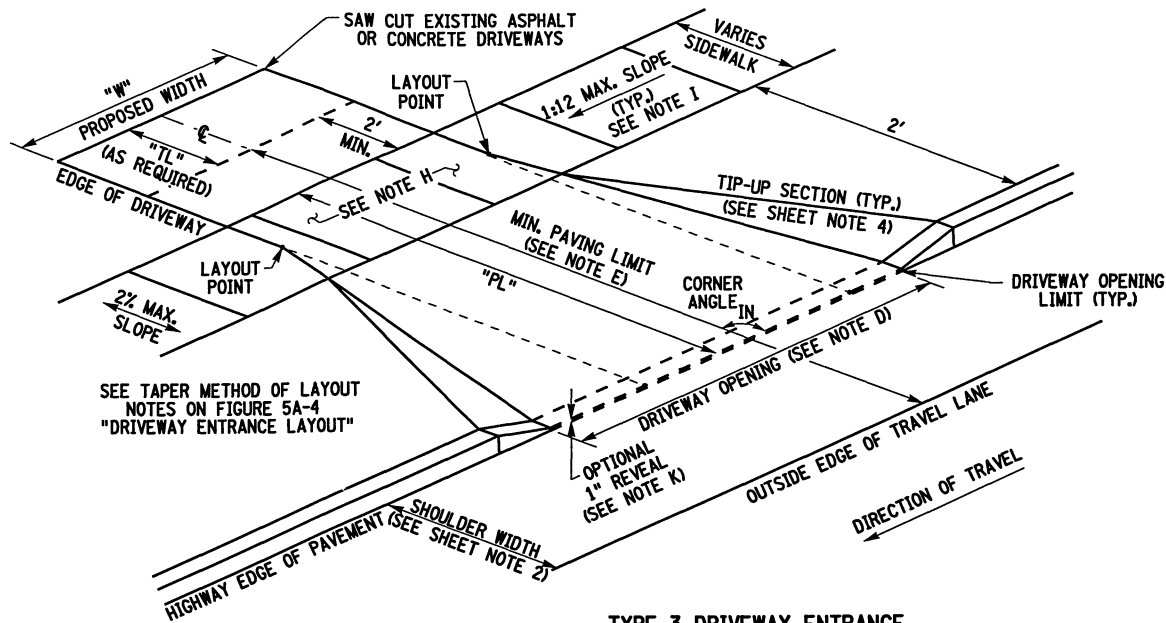 SAW CUT EXISTING ASPHALT
OR CONCRETE DRIVEWAYS
VARIES
SIDEWALK
"W"
PROPOSED WIDTH
LAYOUT
POINT
1:12 MAX. SLOPE
(TYP.)
SEE NOTE I
2'
MIN.
2'
℄
"TL"
(AS REQUIRED)
EDGE OF DRIVEWAY
SEE NOTE H
TIP-UP SECTION (TYP.)
(SEE SHEET NOTE 4)
MIN. PAVING LIMIT
(SEE NOTE E)
"PL"
LAYOUT
POINT
CORNER
ANGLE
IN
DRIVEWAY OPENING
LIMIT (TYP.)
2% MAX.
SLOPE
DRIVEWAY OPENING (SEE NOTE D)
SEE TAPER METHOD OF LAYOUT
NOTES ON FIGURE 5A-4
"DRIVEWAY ENTRANCE LAYOUT"
OPTIONAL
1" REVEAL
(SEE NOTE K)
OUTSIDE EDGE OF TRAVEL LANE
DIRECTION OF TRAVEL
SHOULDER WIDTH
(SEE SHEET NOTE 2)
HIGHWAY EDGE OF PAVEMENT
TYPE 3 DRIVEWAY ENTRANCE